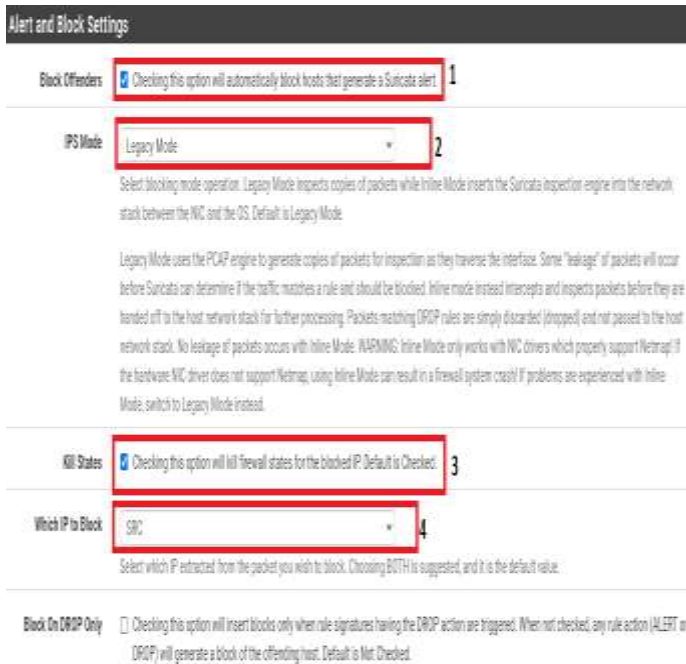 Alert and Block Settings
Block Offenders
Checking this option will automatically block hosts that generate a Suricata alert.
1
IPS Mode
Legacy Mode
2
Select blocking mode operation. Legacy Mode inspects copies of packets while Inline Mode inserts the Suricata inspection engine into the network
stack between the NIC and the OS. Default is Legacy Mode.
Legacy Mode uses the PCAP engine to generate copies of packets for inspection as they traverse the interface. Some "leakage" of packets will occur
before Suricata can determine if the traffic matches a rule and should be blocked. Inline mode instead intercepts and inspects packets before they are
handed off to the host network stack for further processing. Packets matching DROP rules are simply discarded (dropped) and not passed to the host
network stack. No leakage of packets occurs with Inline Mode. WARNING: Inline Mode only works with NIC drivers which properly support Netmap! If
the hardware NIC driver does not support Netmap, using Inline Mode can result in a firewall system crash! If problems are experienced with Inline
Mode, switch to Legacy Mode instead.
Kill States
Checking this option will kill firewall states for the blocked IP. Default is Checked.
3
Which IP to Block
SRC
4
Select which IP extracted from the packet you wish to block. Choosing BOTH is suggested, and it is the default value.
Block On DROP Only
Checking this option will insert blocks only when rule signatures having the DROP action are triggered. When not checked, any rule action (ALERT or
DROP) will generate a block of the offending host. Default is Not Checked.